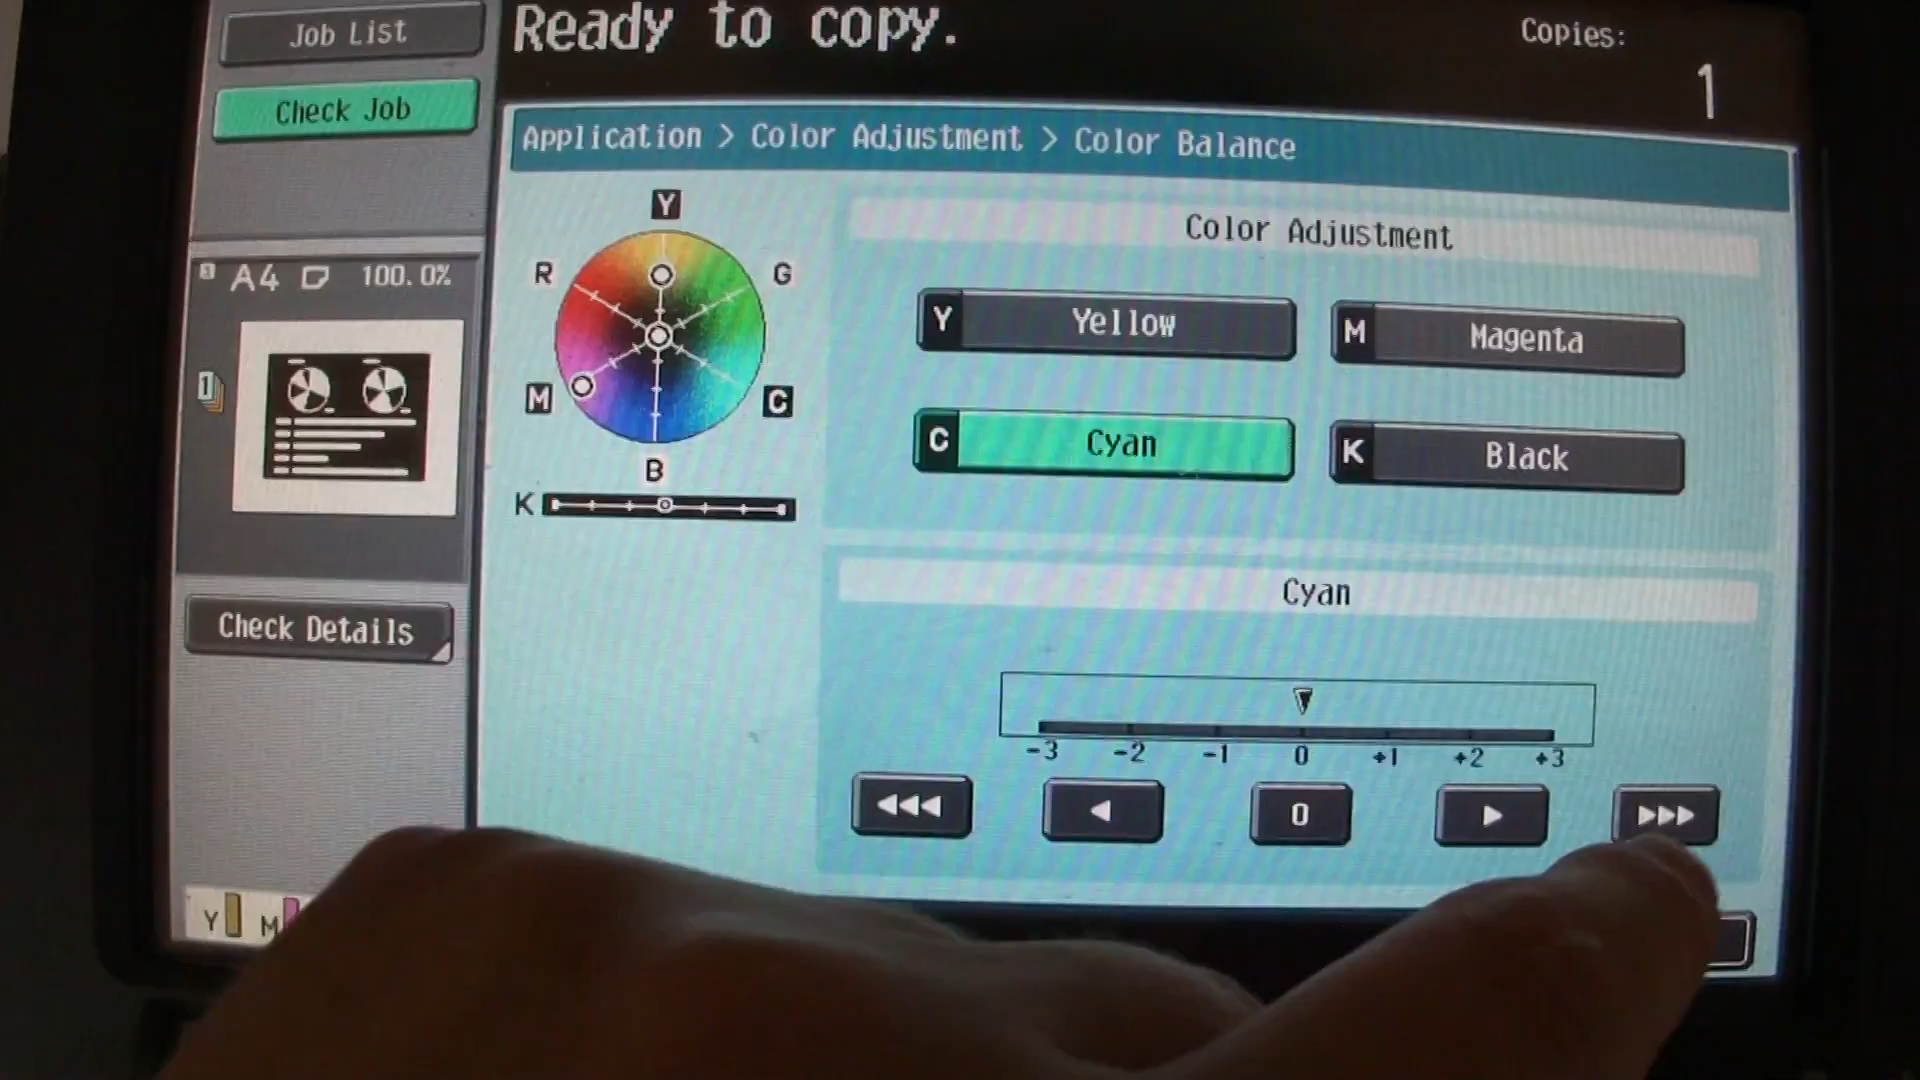 Job List
Ready to copy.
Copies:
1
Check Job
Application > Color Adjustment > Color Balance
Y
R
G
M
C
B
K
Color Adjustment
Y Yellow
M Magenta
C Cyan
K Black
A4 100.0%
1
Check Details
Cyan
-3 -2 -1 0 +1 +2 +3
0
Y M